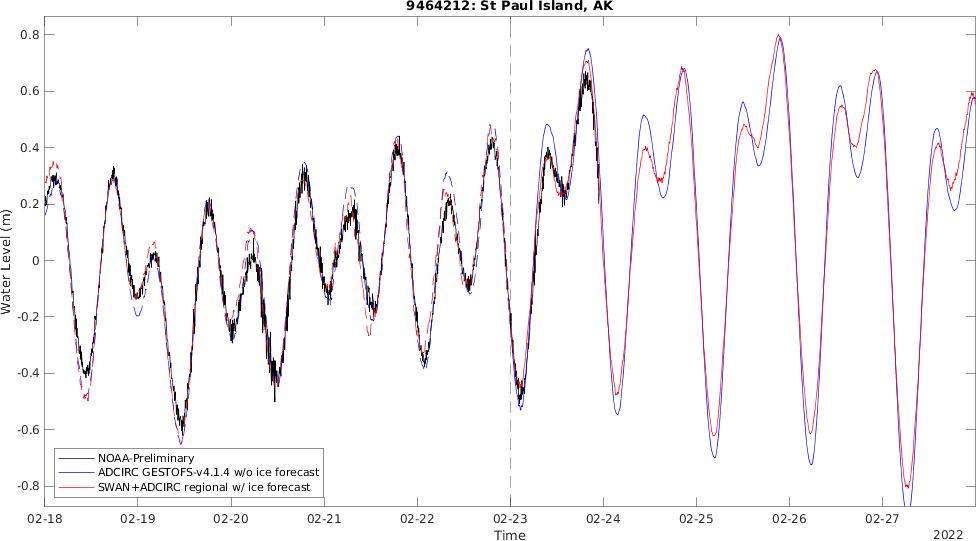 9464212: St Paul Island, AK
Water Level (m)
0.8
0.6
0.4
0.2
0
-0.2
-0.4
-0.6
-0.8
NOAA-Preliminary
ADCIRC GESTOFS-v4.1.4 w/o ice forecast
SWAN+ADCIRC regional w/ ice forecast
02-18 02-19 02-20 02-21 02-22 02-23 02-24 02-25 02-26 02-27
Time
2022